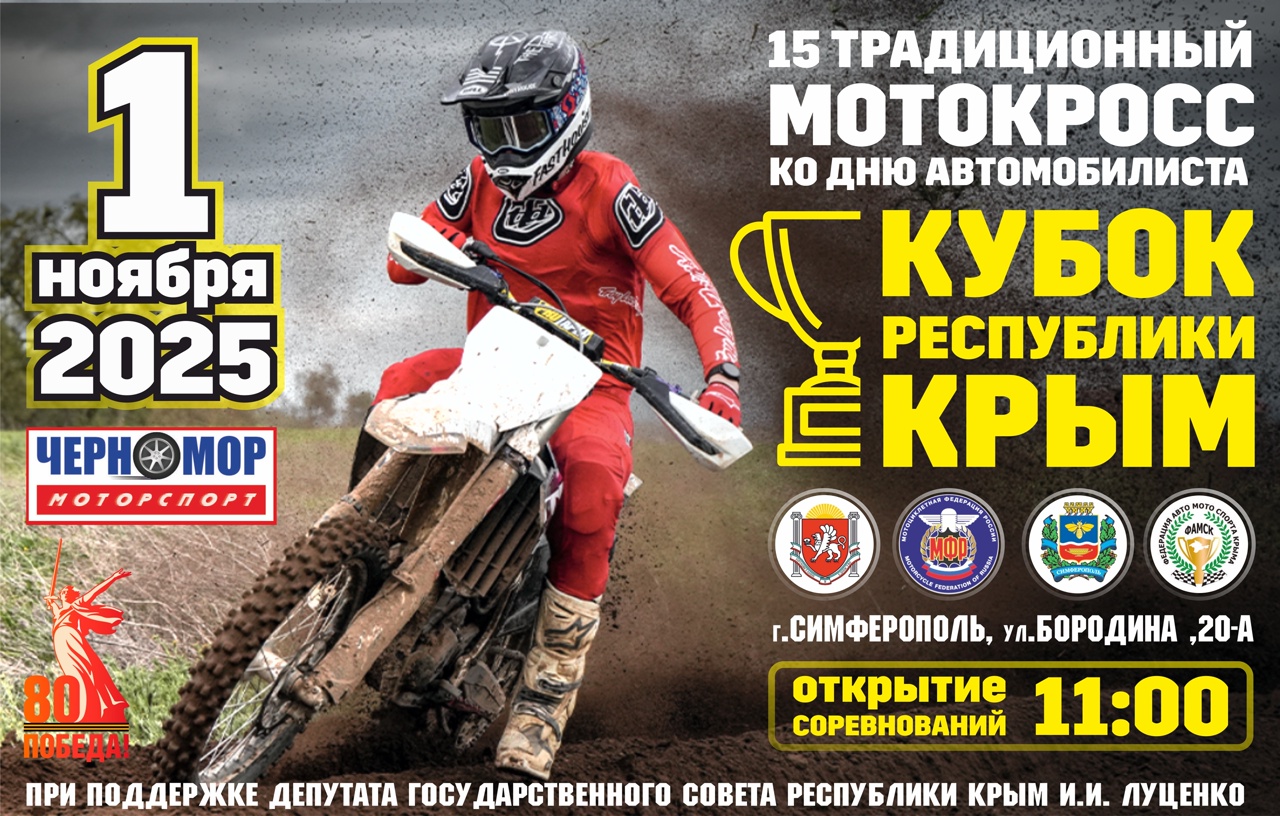 1
ноября
2025
ЧЕРНОМОР
МОТОРСПОРТ
80
ПОБЕДА!
15 ТРАДИЦИОННЫЙ
МОТОКРОСС
КО ДНЮ АВТОМОБИЛИСТА
КУБОК
РЕСПУБЛИКИ
КРЫМ
МОТОЦИКЛЕТНАЯ ФЕДЕРАЦИЯ РОССИИ
МФР
MOTORCYCLE FEDERATION OF RUSSIA
СИМФЕРОПОЛЬ
ФЕДЕРАЦИЯ АВТО МОТО СПОРТА КРЫМА
ФАМСК
г.СИМФЕРОПОЛЬ, ул.БОРОДИНА ,20-А
открытие
СОРЕВНОВАНИЙ
11:00
ПРИ ПОДДЕРЖКЕ ДЕПУТАТА ГОСУДАРСТВЕННОГО СОВЕТА РЕСПУБЛИКИ КРЫМ И.И. ЛУЦЕНКО
BELL
FASTHOUSE